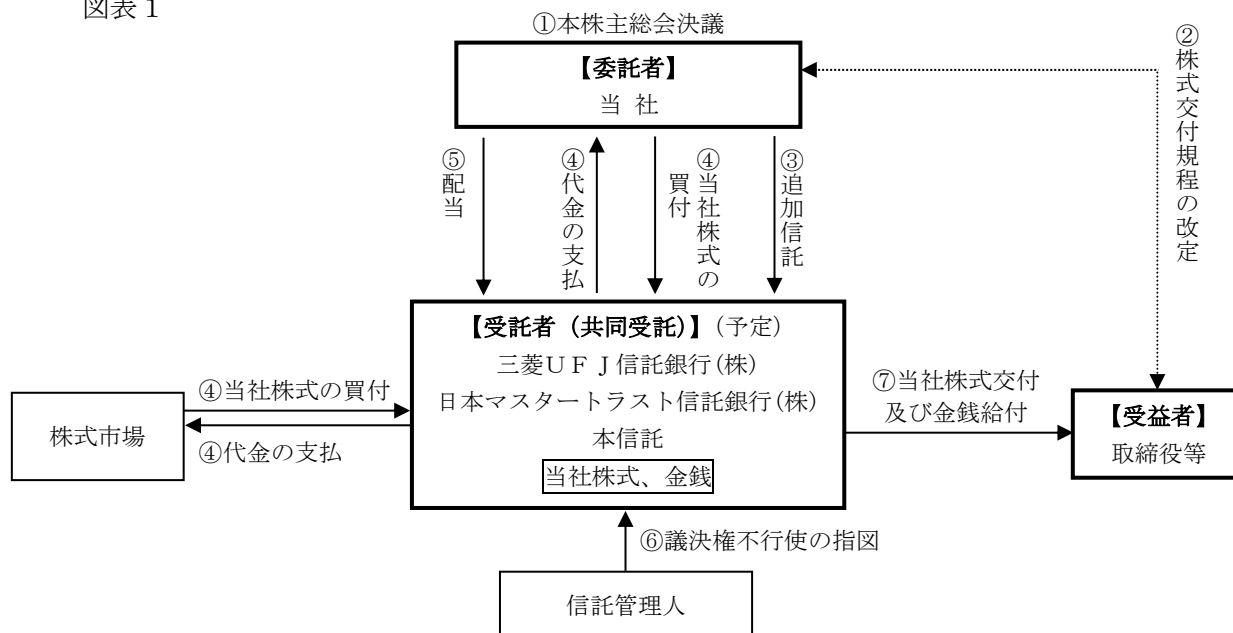 図表1
①本株主総会決議
【委託者】
当 社
②株式交付規程の改定
⑤配当
④代金の支払
④当社株式の
買付
③追加信託
【受託者（共同受託）】(予定)
三菱UFJ信託銀行(株)
日本マスタートラスト信託銀行(株)
本信託
当社株式、金銭
株式市場
④当社株式の買付
④代金の支払
⑦当社株式交付
及び金銭給付
【受益者】
取締役等
⑥議決権不行使の指図
信託管理人